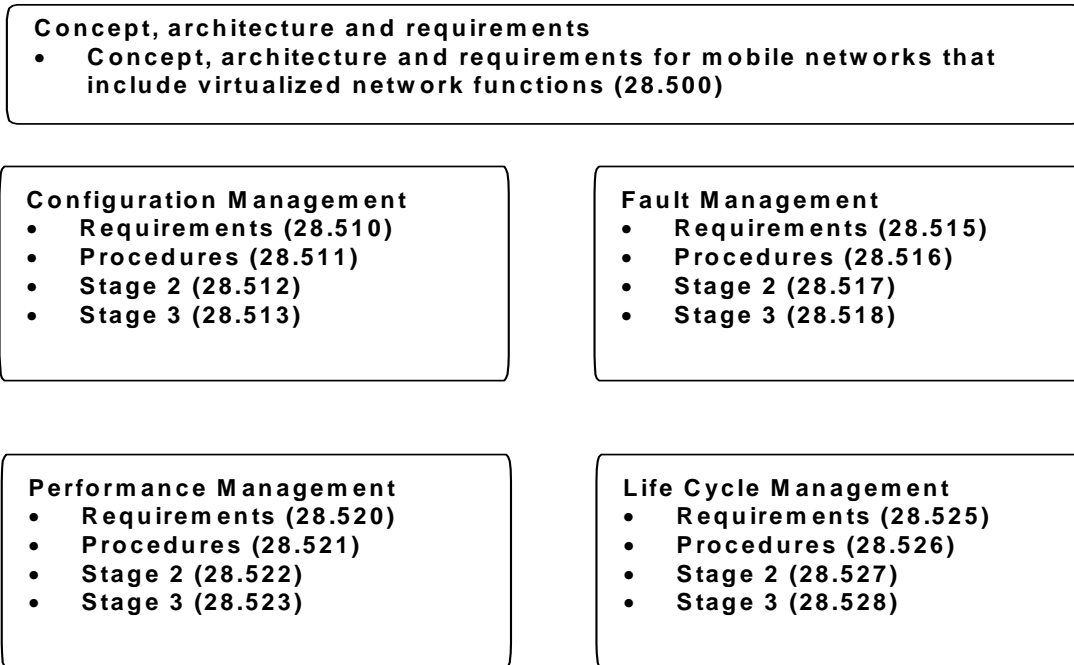 Concept, architecture and requirements
• Concept, architecture and requirements for mobile networks that
include virtualized network functions (28.500)
Configuration Management
• Requirements (28.510)
• Procedures (28.511)
• Stage 2 (28.512)
• Stage 3 (28.513)
Fault Management
• Requirements (28.515)
• Procedures (28.516)
• Stage 2 (28.517)
• Stage 3 (28.518)
Performance Management
• Requirements (28.520)
• Procedures (28.521)
• Stage 2 (28.522)
• Stage 3 (28.523)
Life Cycle Management
• Requirements (28.525)
• Procedures (28.526)
• Stage 2 (28.527)
• Stage 3 (28.528)